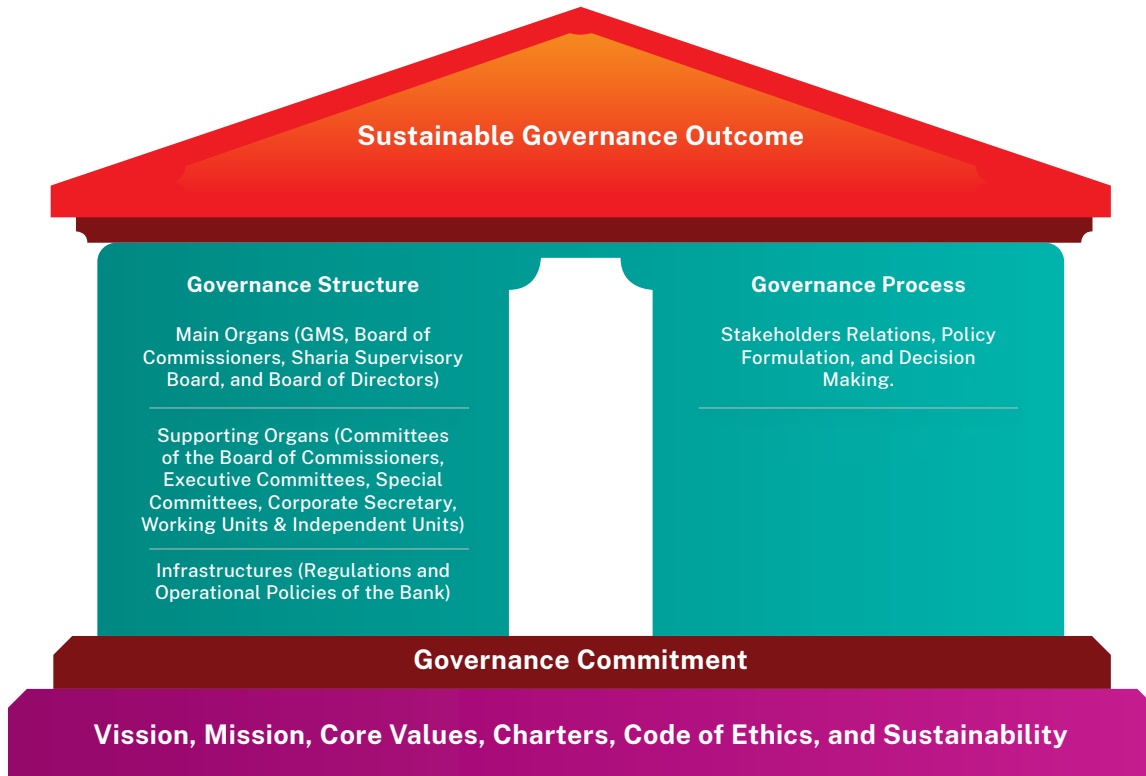 Sustainable Governance Outcome
Governance Structure
Main Organs (GMS, Board of
Commissioners, Sharia Supervisory
Board, and Board of Directors)
Supporting Organs (Committees
of the Board of Commissioners,
Executive Committees, Special
Committees, Corporate Secretary,
Working Units & Independent Units)
Infrastructures (Regulations and
Operational Policies of the Bank)
Governance Process
Stakeholders Relations, Policy
Formulation, and Decision
Making.
Governance Commitment
Vission, Mission, Core Values, Charters, Code of Ethics, and Sustainability